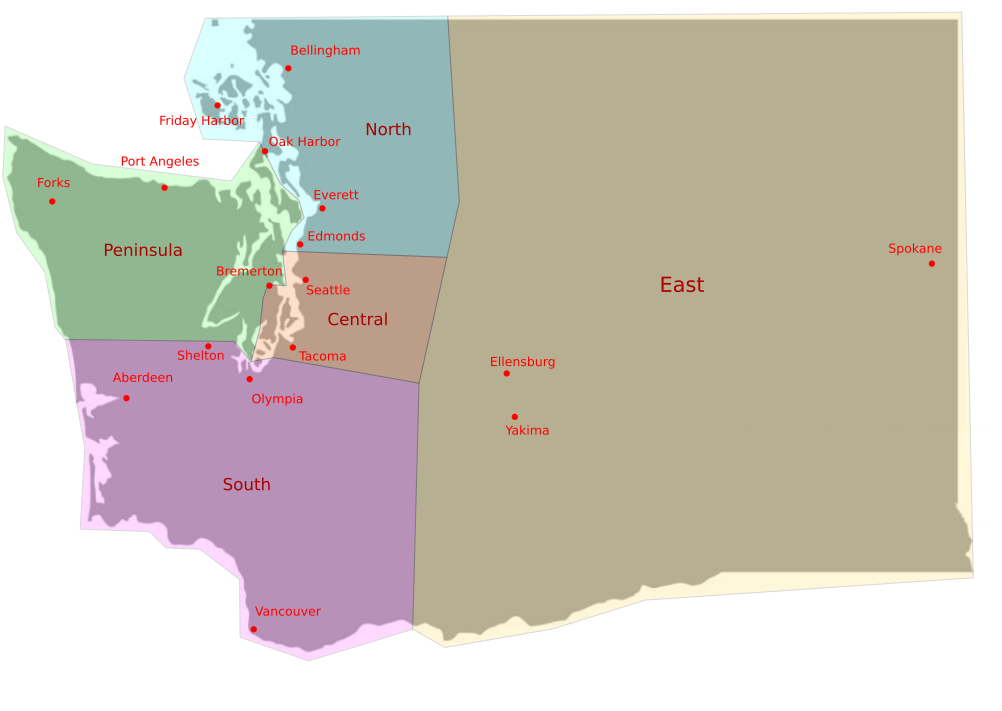 Bellingham
Friday Harbor
North
Oak Harbor
Port Angeles
Forks
Everett
Edmonds
Peninsula
Spokane
Bremerton
Seattle
East
Central
Shelton
Tacoma
Ellensburg
Aberdeen
Olympia
Yakima
South
Vancouver